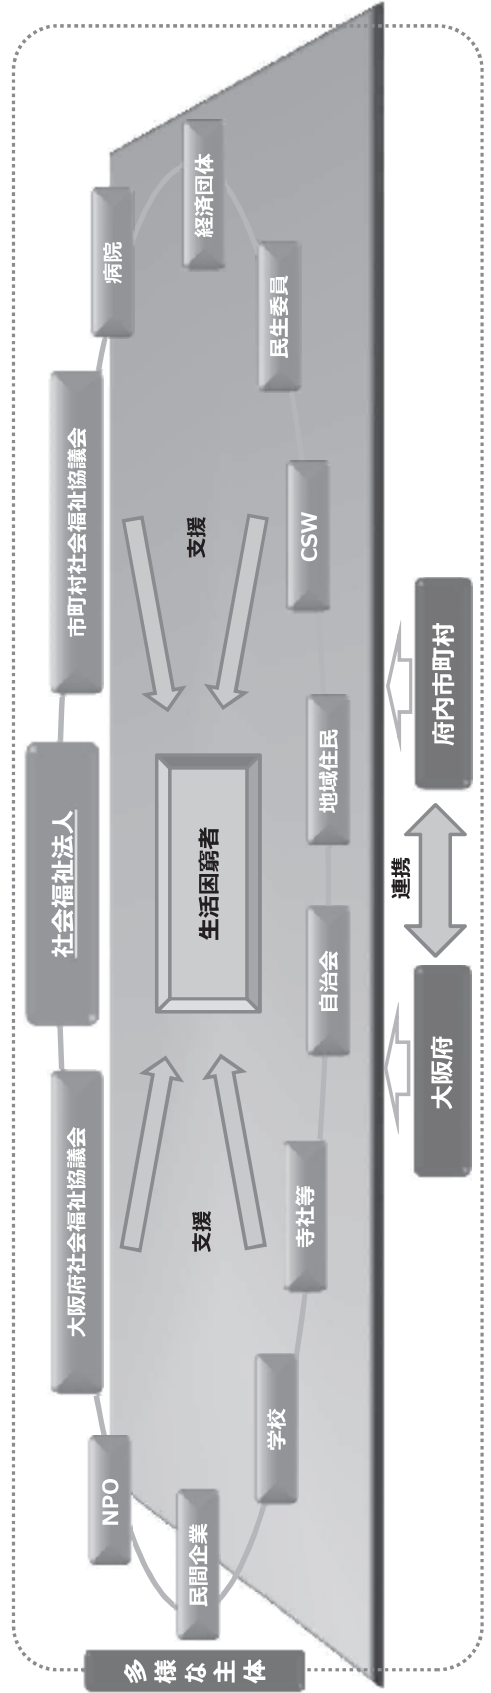 多様な主体
社会福祉法人
大阪府社会福祉協議会
市町村社会福祉協議会
NPO
病院
民間企業
経済団体
支援
生活困窮者
支援
学校
民生委員
寺社等
CSW
自治会
地域住民
連携
大阪府
府内市町村